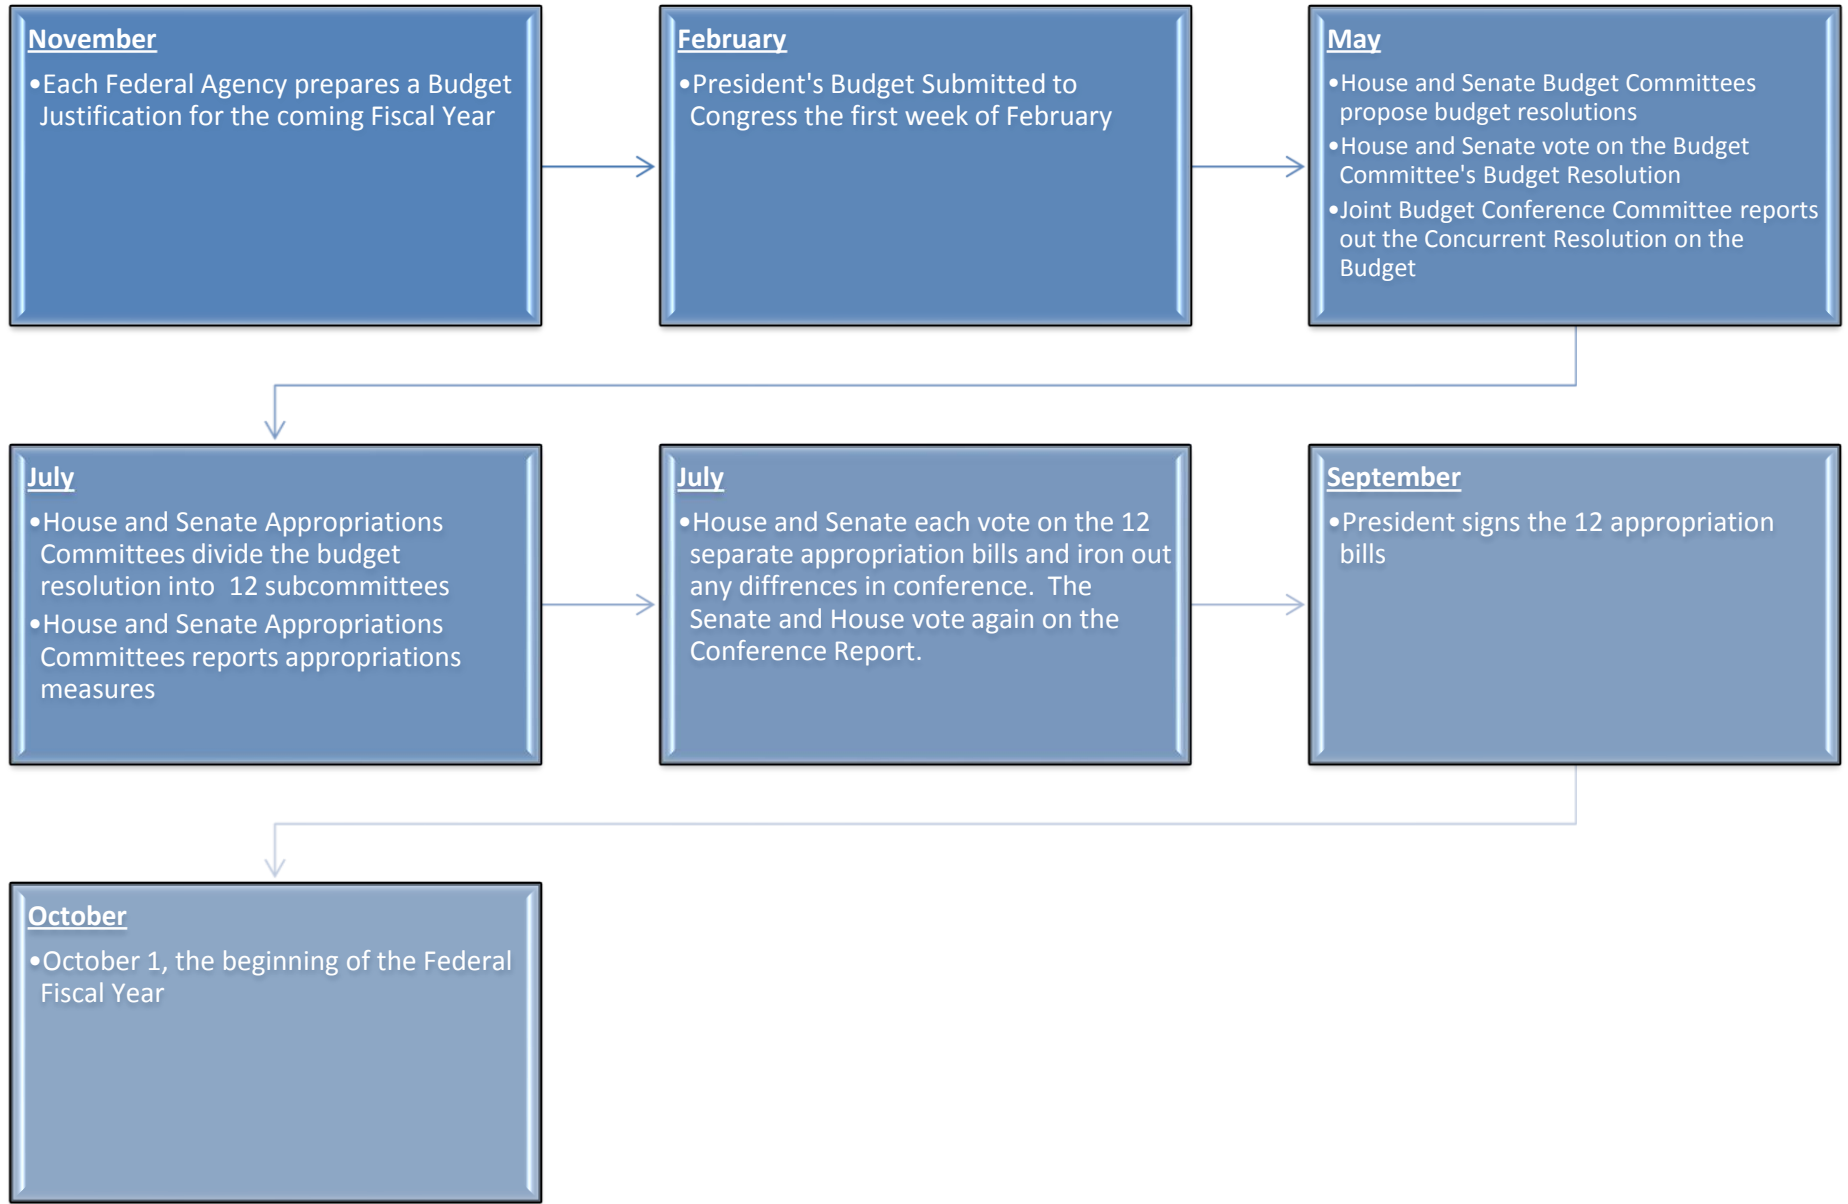 November
•Each Federal Agency prepares a Budget
Justification for the coming Fiscal Year
February
•President's Budget Submitted to
Congress the first week of February
May
•House and Senate Budget Committees
propose budget resolutions
•House and Senate vote on the Budget
Committee's Budget Resolution
•Joint Budget Conference Committee reports
out the Concurrent Resolution on the
Budget
July
•House and Senate Appropriations
Committees divide the budget
resolution into  12 subcommittees
•House and Senate Appropriations
Committees reports appropriations
measures
July
•House and Senate each vote on the 12
separate appropriation bills and iron out
any diffrences in conference.  The
Senate and House vote again on the
Conference Report.
September
•President signs the 12 appropriation
bills
October
•October 1, the beginning of the Federal
Fiscal Year